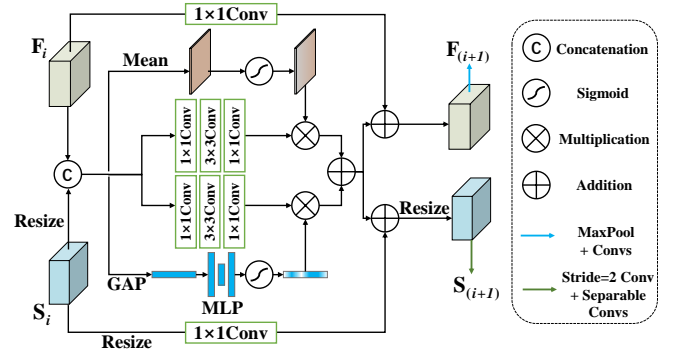 1×1Conv
F_i
Mean
F_(i+1)
1×1Conv
3×3Conv
1×1Conv
C
1×1Conv
3×3Conv
1×1Conv
Resize
Resize
S_i
GAP
MLP
S_(i+1)
Resize
1×1Conv
C
Concatenation
Sigmoid
Multiplication
Addition
MaxPool
+ Convs
Stride=2 Conv
+ Separable
Convs